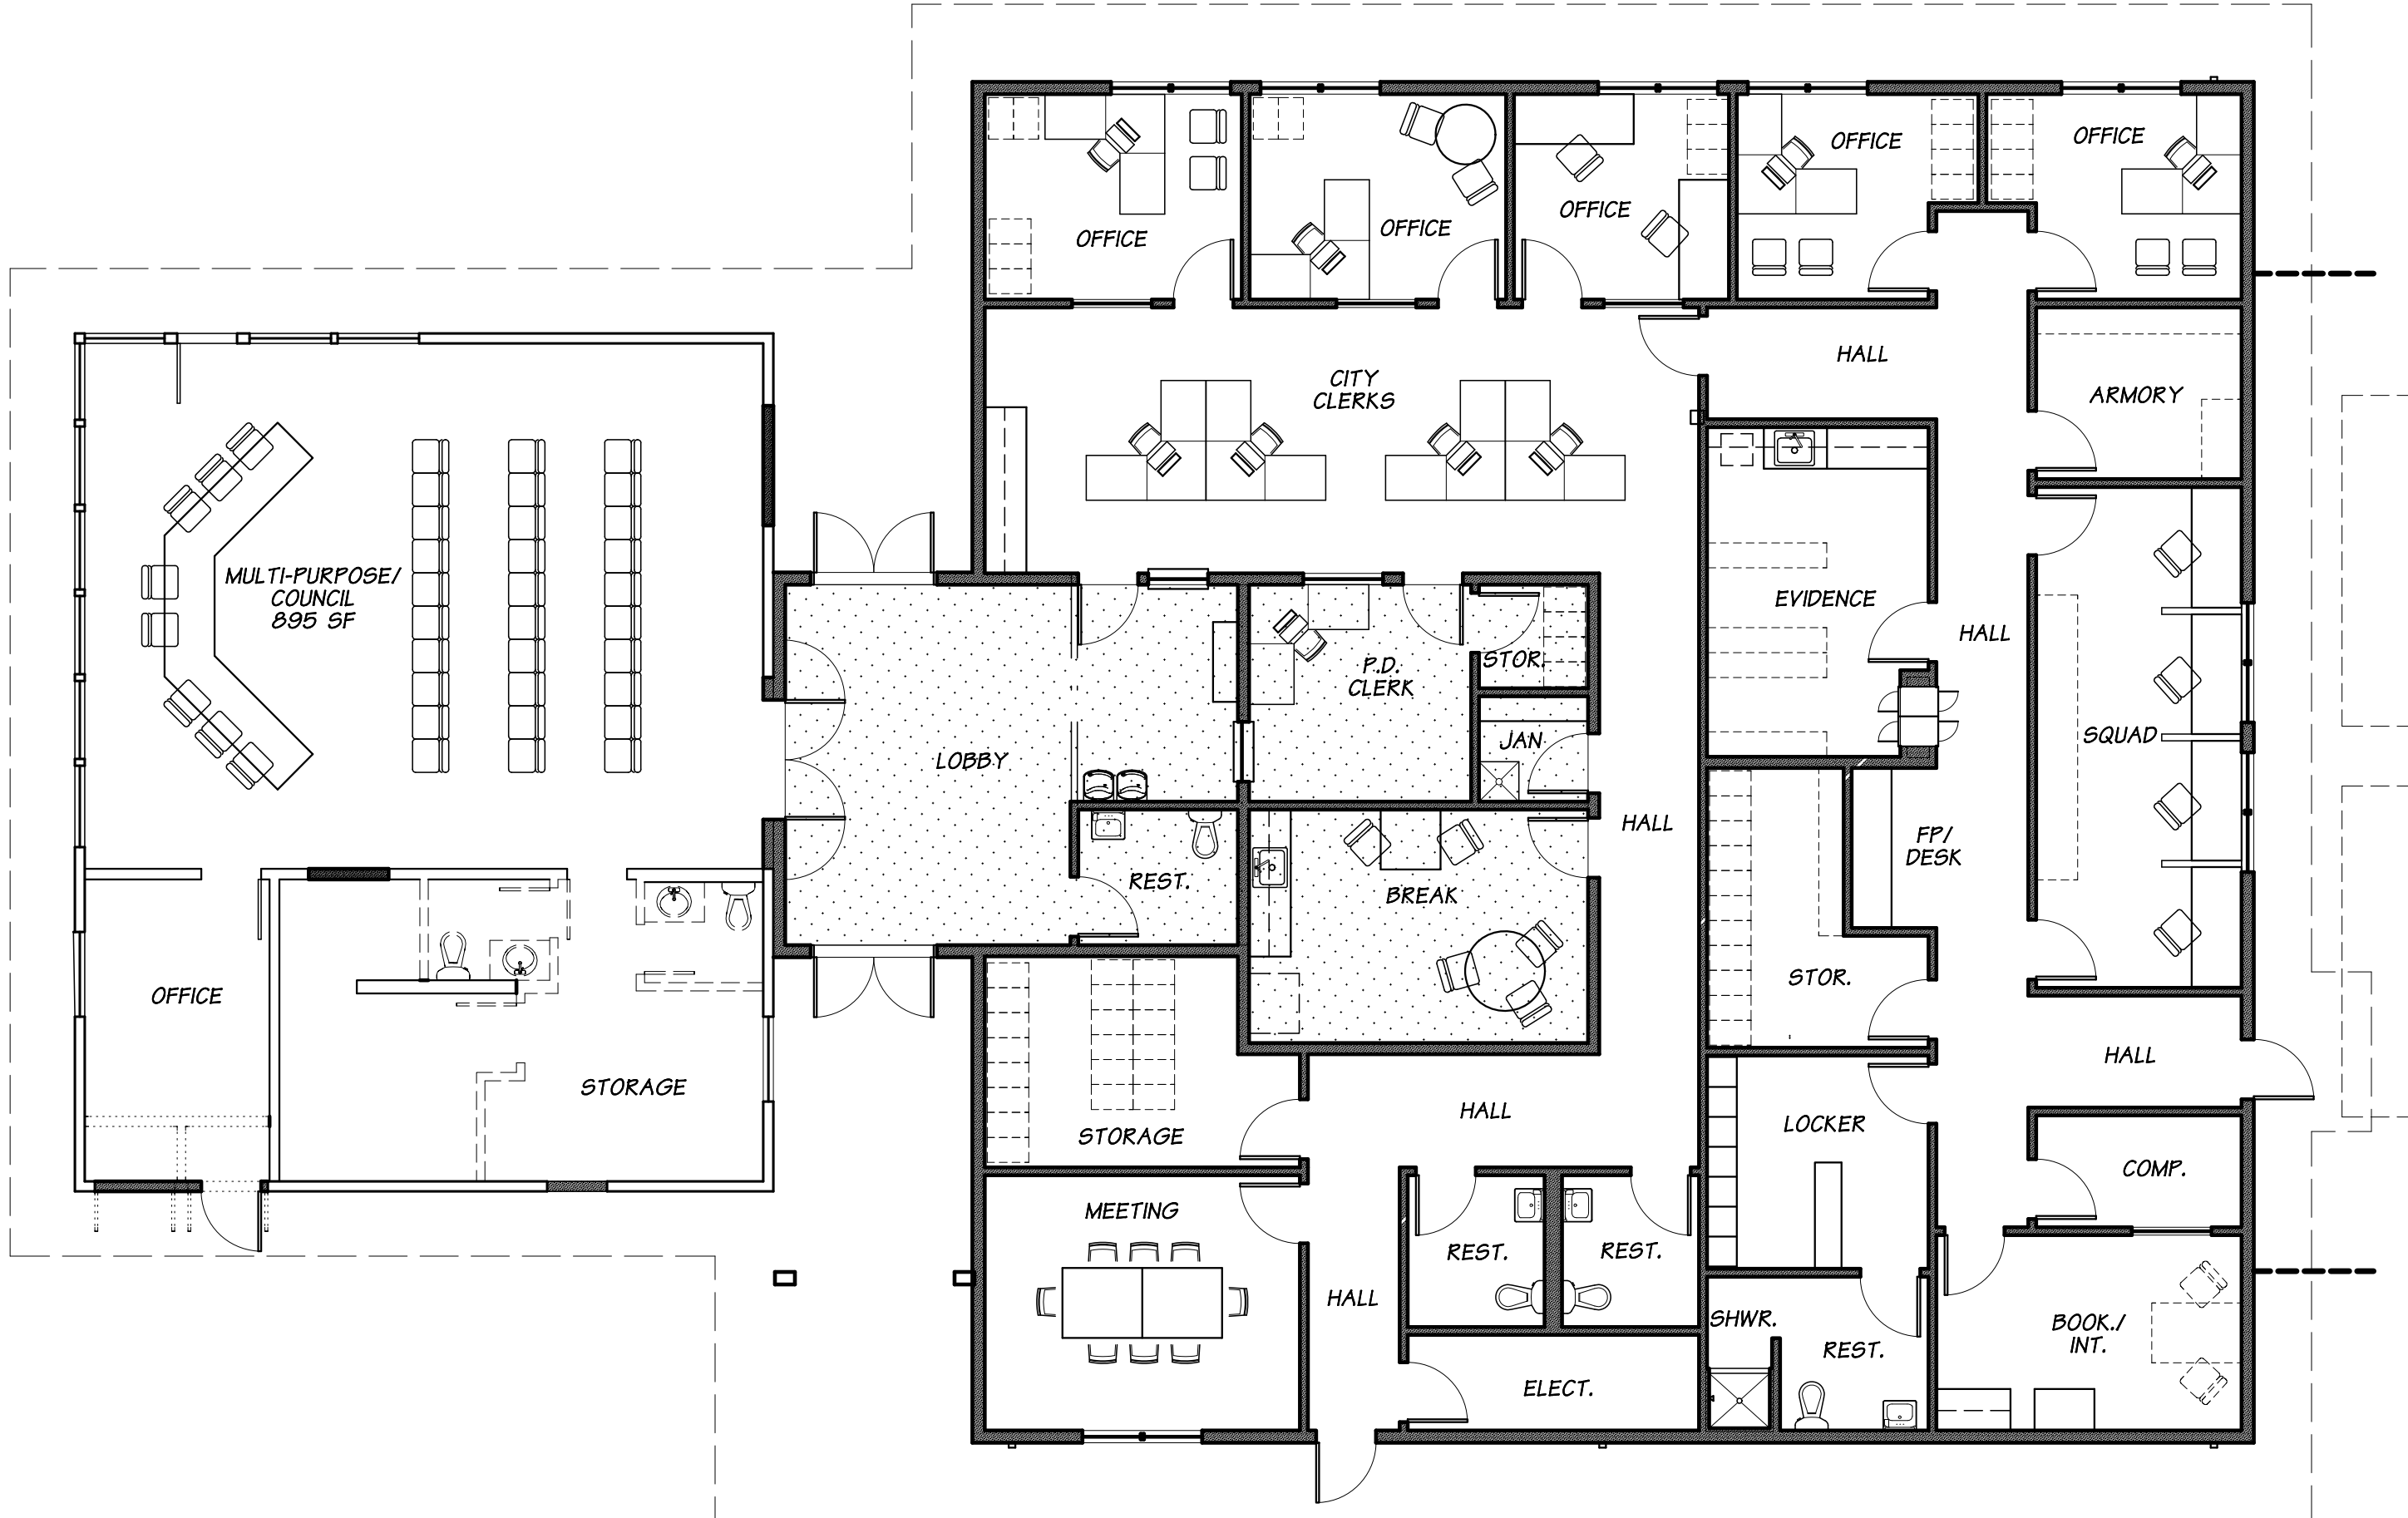 OFFICE
OFFICE
OFFICE
OFFICE
OFFICE
HALL
CITY
CLERKS
ARMORY
MULTI-PURPOSE/
COUNCIL
895 SF
EVIDENCE
HALL
P.D.
CLERK
STOR.
JAN.
LOBBY
SQUAD
HALL
FP/
DESK
REST.
BREAK
OFFICE
STOR.
STORAGE
HALL
HALL
STORAGE
LOCKER
COMP.
MEETING
REST.
REST.
HALL
SHWR.
REST.
BOOK./
INT.
ELECT.